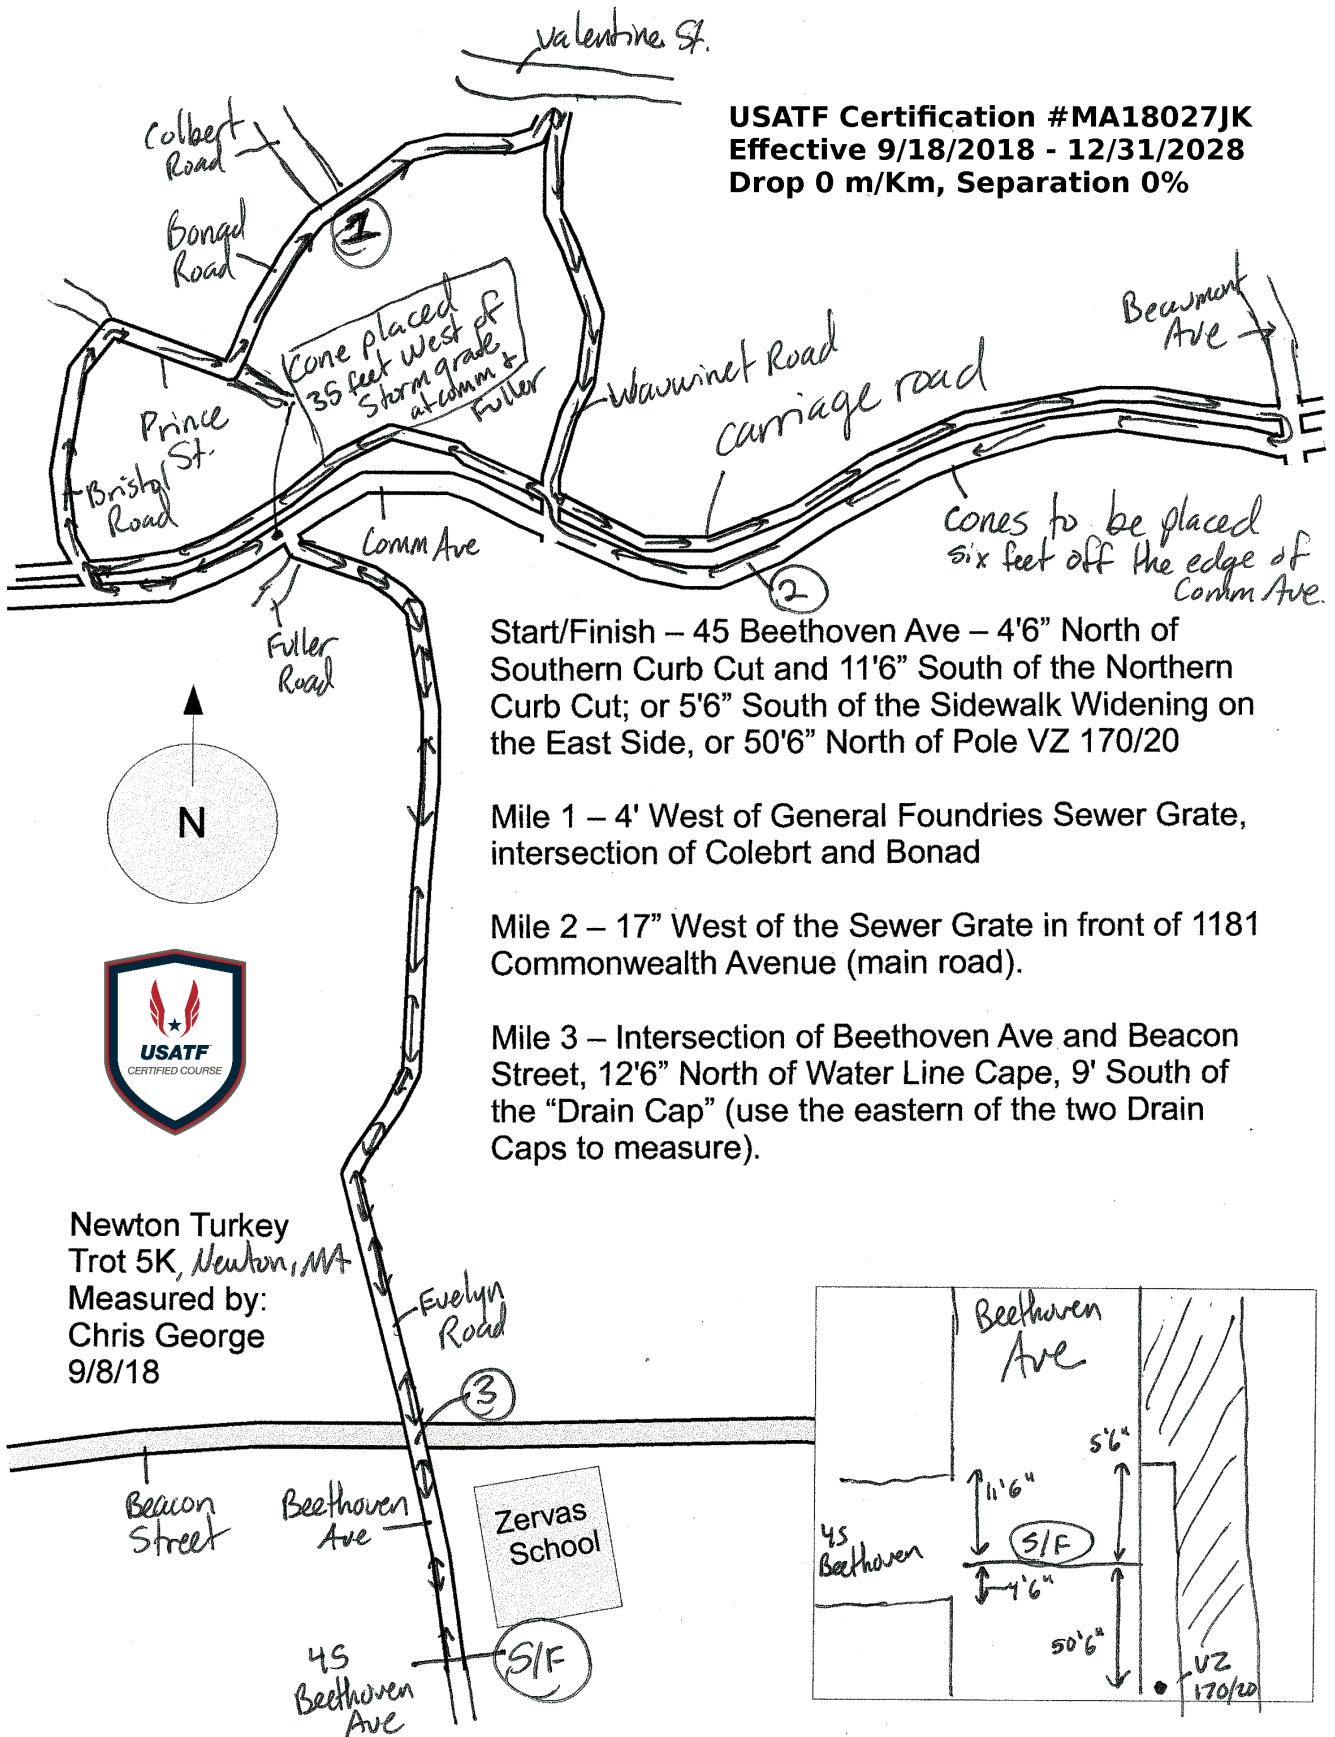 Valentine St.
USATF Certification #MA18027JK
Effective 9/18/2018 - 12/31/2028
Drop 0 m/Km, Separation 0%
Colbert
Road
Bonad
Road
1
Cone placed
35 feet West of
Storm grade
at comm +
Fuller
Beaumont
Ave
Wauwinet Road
carriage road
Prince
St.
Bristol
Road
Comm Ave
cones to be placed
six feet off the edge of
Comm Ave.
2
Fuller
Road
Start/Finish – 45 Beethoven Ave – 4'6” North of
Southern Curb Cut and 11'6” South of the Northern
Curb Cut; or 5'6” South of the Sidewalk Widening on
the East Side, or 50'6” North of Pole VZ 170/20
N
Mile 1 – 4' West of General Foundries Sewer Grate,
intersection of Colebrt and Bonad
Mile 2 – 17” West of the Sewer Grate in front of 1181
Commonwealth Avenue (main road).
USATF
CERTIFIED COURSE
Mile 3 – Intersection of Beethoven Ave and Beacon
Street, 12'6” North of Water Line Cape, 9' South of
the “Drain Cap” (use the eastern of the two Drain
Caps to measure).
Newton Turkey
Trot 5K, Newton, MA
Measured by:
Chris George
9/8/18
Evelyn
Road
3
Beacon
Street
Beethoven
Ave
Zervas
School
45
Beethoven
Ave
S/F
Beethoven
Ave
5'6"
11'6"
45
Beethoven
S/F
4'6"
50'6"
VZ
170/20